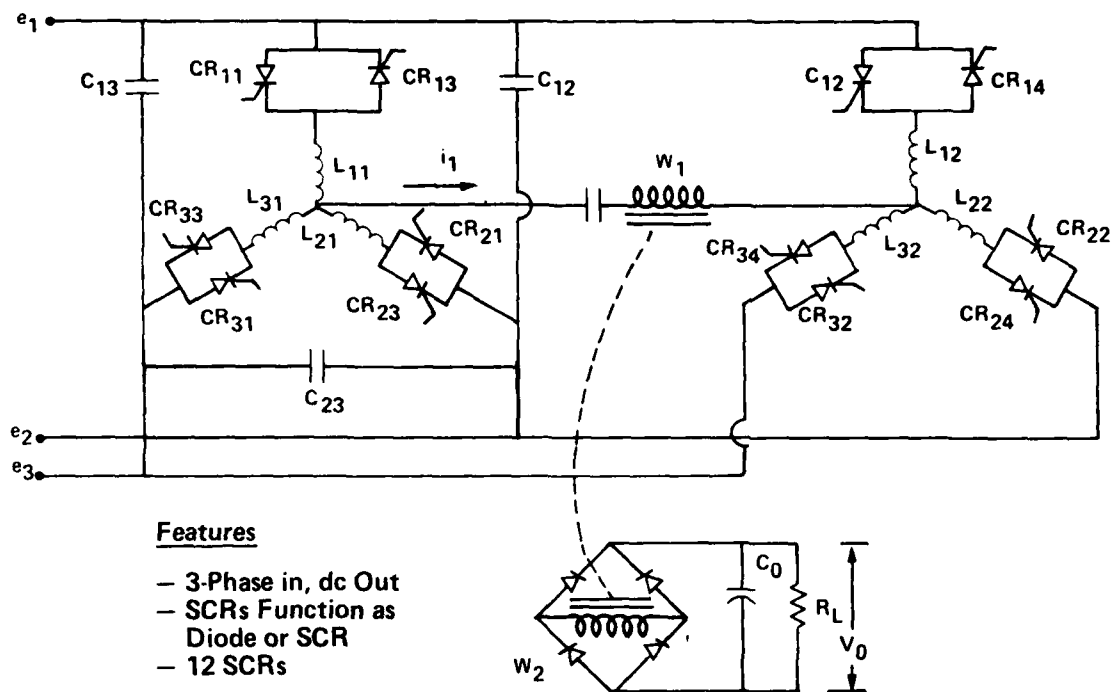 e1
C13
CR11
CR13
C12
C12
CR14
L11
i1
W1
L12
CR33
L31
L21
CR21
CR34
L32
L22
CR22
CR31
CR23
CR32
CR24
C23
e2
e3
Features
– 3-Phase in, dc Out
– SCRs Function as
Diode or SCR
– 12 SCRs
W2
C0
RL
V0